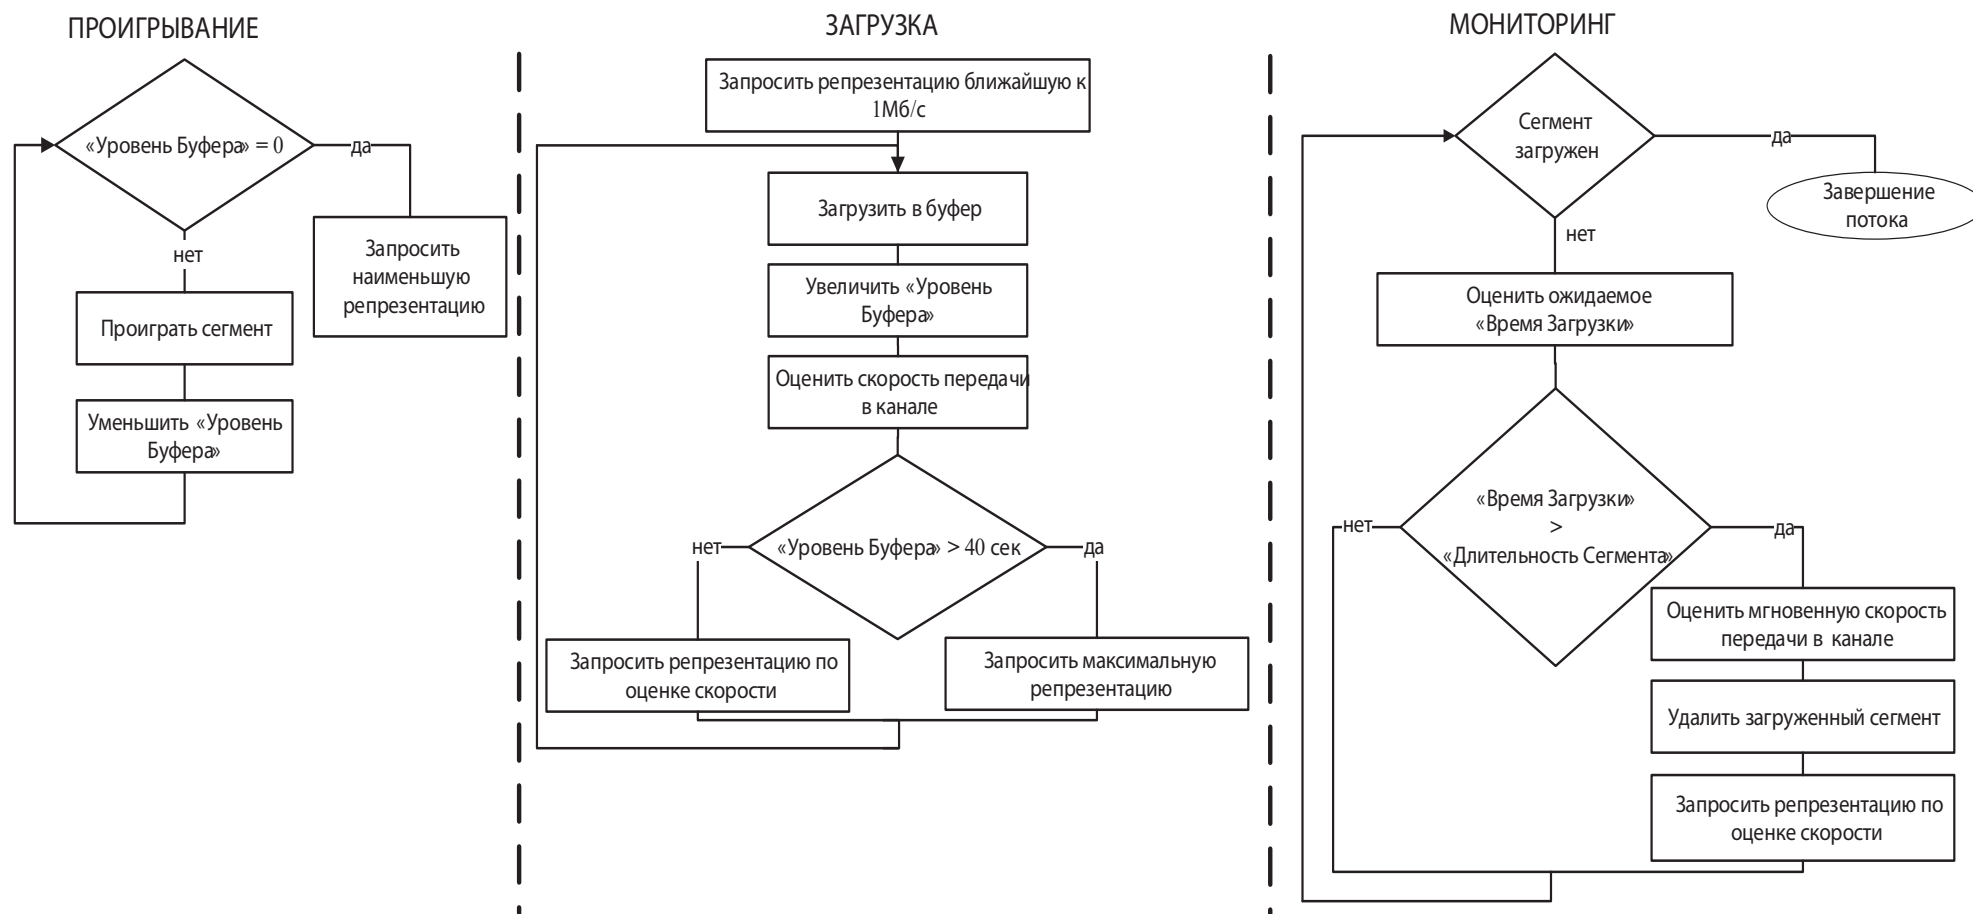 ПРОИГРЫВАНИЕ
«Уровень Буфера» = 0
да
нет
Запросить
наименьшую
репрезентацию
Проиграть сегмент
Уменьшить «Уровень
Буфера»
ЗАГРУЗКА
Запросить репрезентацию ближайшую к
1Мб/с
Загрузить в буфер
Увеличить «Уровень
Буфера»
Оценить скорость передачи
в канале
«Уровень Буфера» > 40 сек
нет
да
Запросить репрезентацию по
оценке скорости
Запросить максимальную
репрезентацию
МОНИТОРИНГ
Сегмент
загружен
да
Завершение
потока
нет
Оценить ожидаемое
«Время Загрузки»
«Время Загрузки»
>
«Длительность Сегмента»
нет
да
Оценить мгновенную скорость
передачи в канале
Удалить загруженный сегмент
Запросить репрезентацию по
оценке скорости